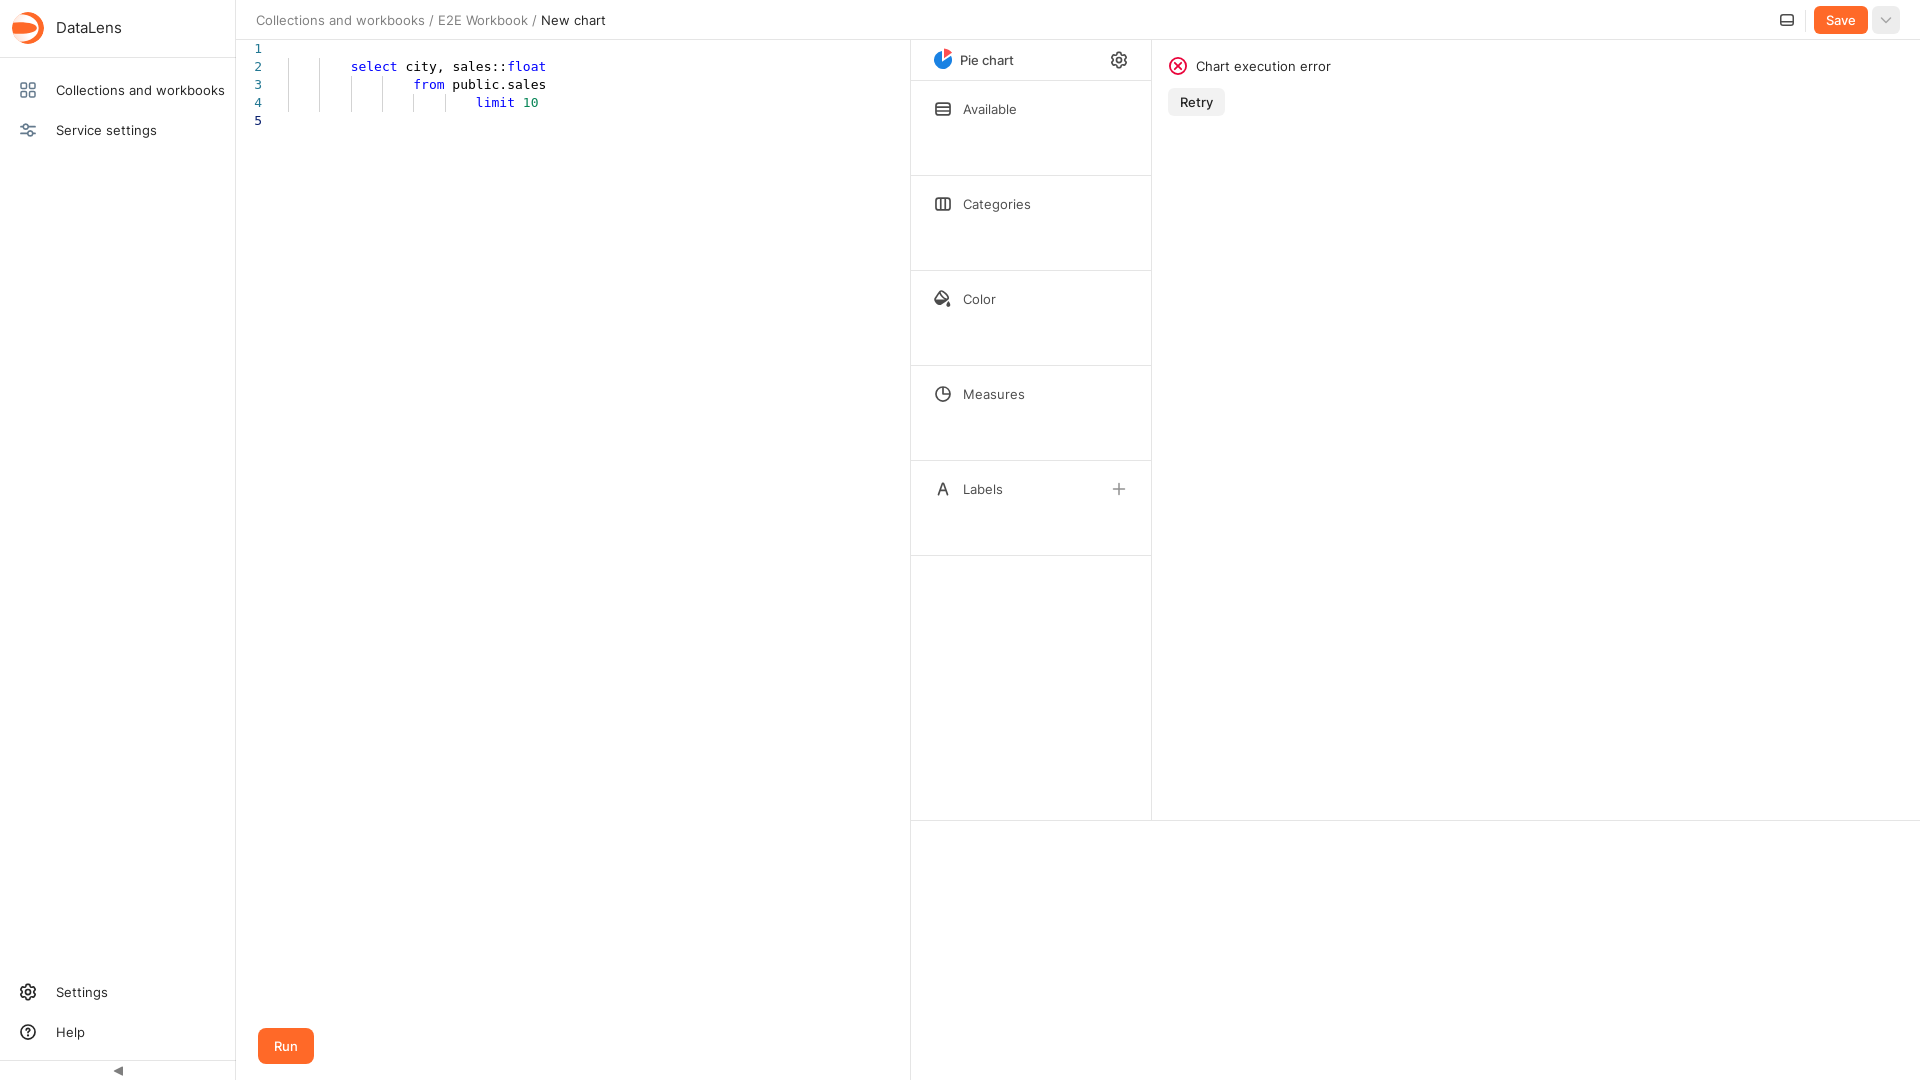 DataLens
Collections and workbooks
Service settings
Settings
Help
Collections and workbooks / E2E Workbook / New chart
Save
1
2 select city, sales::float
3 from public.sales
4 limit 10
5
Run
Pie chart
Available
Categories
Color
Measures
Labels
Chart execution error
Retry